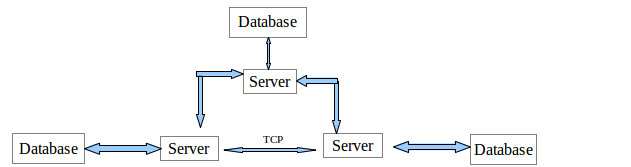 Database
Server
TCP
Database
Server
Server
Database